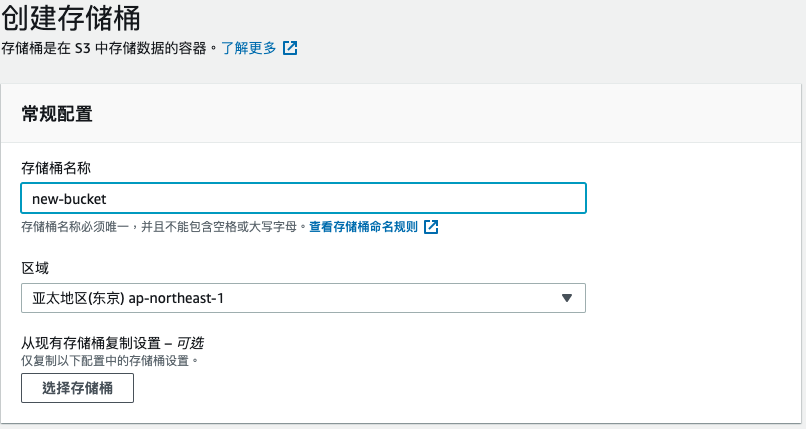 创建存储桶
存储桶是在 S3 中存储数据的容器。了解更多
常规配置
存储桶名称
new-bucket
存储桶名称必须唯一，并且不能包含空格或大写字母。查看存储桶命名规则
区域
亚太地区(东京) ap-northeast-1
从现有存储桶复制设置 – 可选
仅复制以下配置中的存储桶设置。
选择存储桶